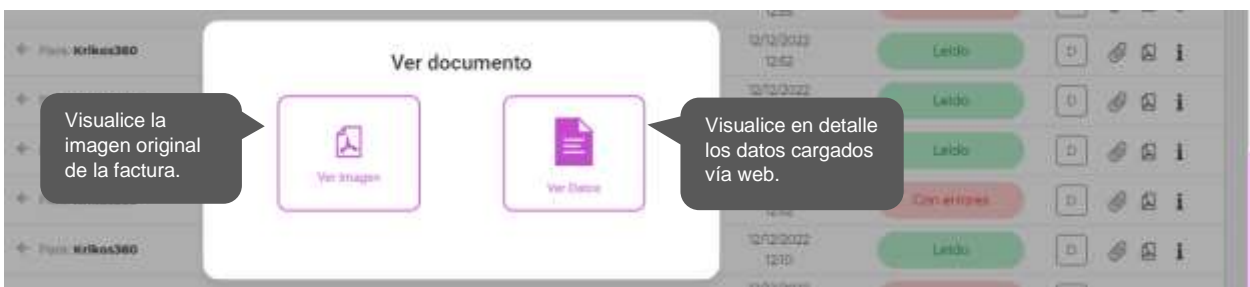 ← Para: Krikos360
Ver documento
12/12/2022
12:52
Leído
D
12/12/2022
Leído
D
Visualice la
imagen original
de la factura.
Ver Imagen
Ver Datos
Visualice en detalle
los datos cargados
vía web.
Leído
D
Con errores
D
← Para: Krikos360
12/12/2022
12:10
Leído
D